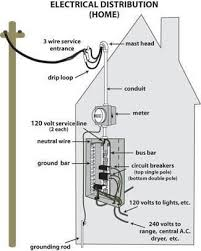 ELECTRICAL DISTRIBUTION
(HOME)
3 wire service
entrance
mast head
drip loop
conduit
meter
120 volt service line
(2 each)
neutral wire
bus bar
ground bar
circuit breakers
(top single pole)
(bottom double pole)
120 volts to lights, etc.
240 volts to
range, central A.C.
dryer, etc.
grounding rod